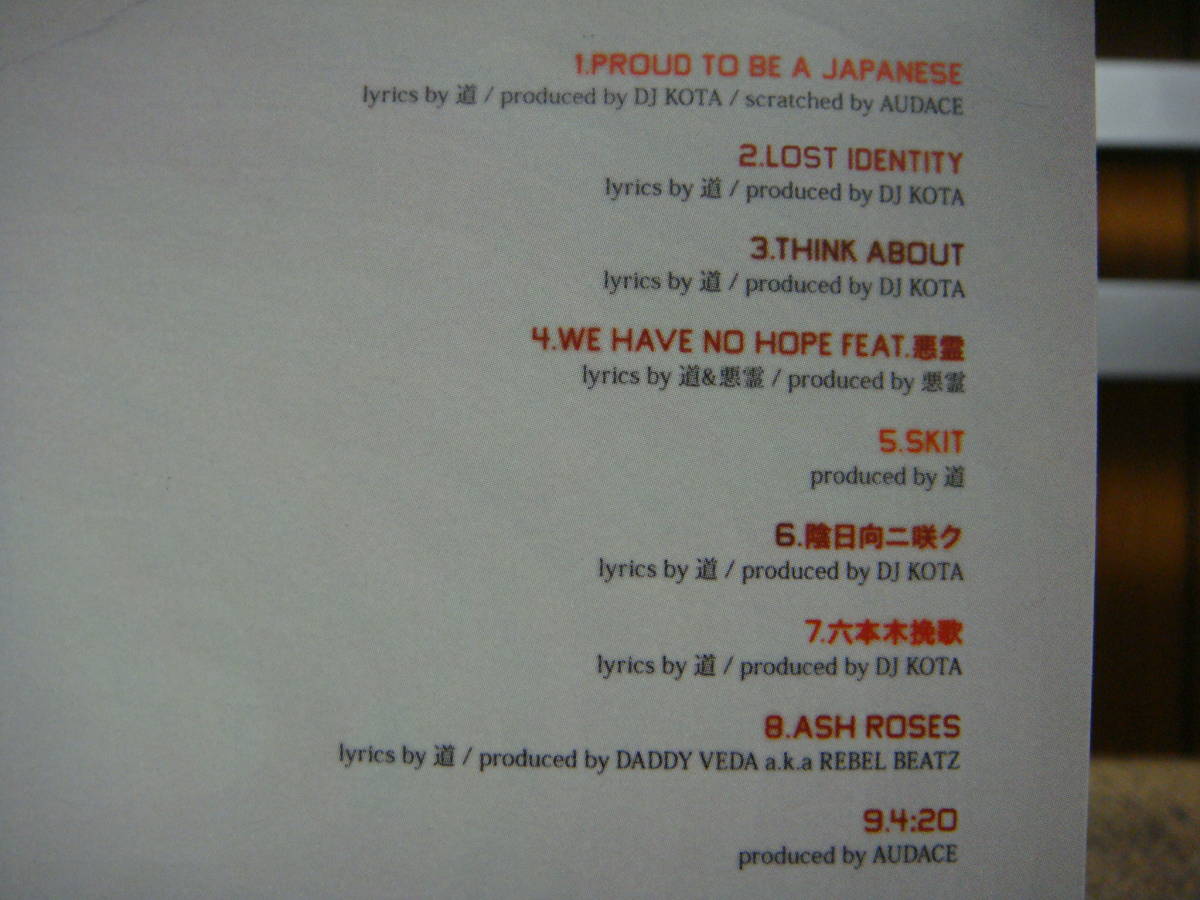 1.PROUD TO BE A JAPANESE
lyrics by 道 / produced by DJ KOTA / scratched by AUDACE
2.LOST IDENTITY
lyrics by 道 / produced by DJ KOTA
3.THINK ABOUT
lyrics by 道 / produced by DJ KOTA
4.WE HAVE NO HOPE FEAT.悪霊
lyrics by 道&悪霊 / produced by 悪霊
5.SKIT
produced by 道
6.陰日向ニ咲ク
lyrics by 道 / produced by DJ KOTA
7.六本木挽歌
lyrics by 道 / produced by DJ KOTA
8.ASH ROSES
lyrics by 道 / produced by DADDY VEDA a.k.a REBEL BEATZ
9.4:20
produced by AUDACE